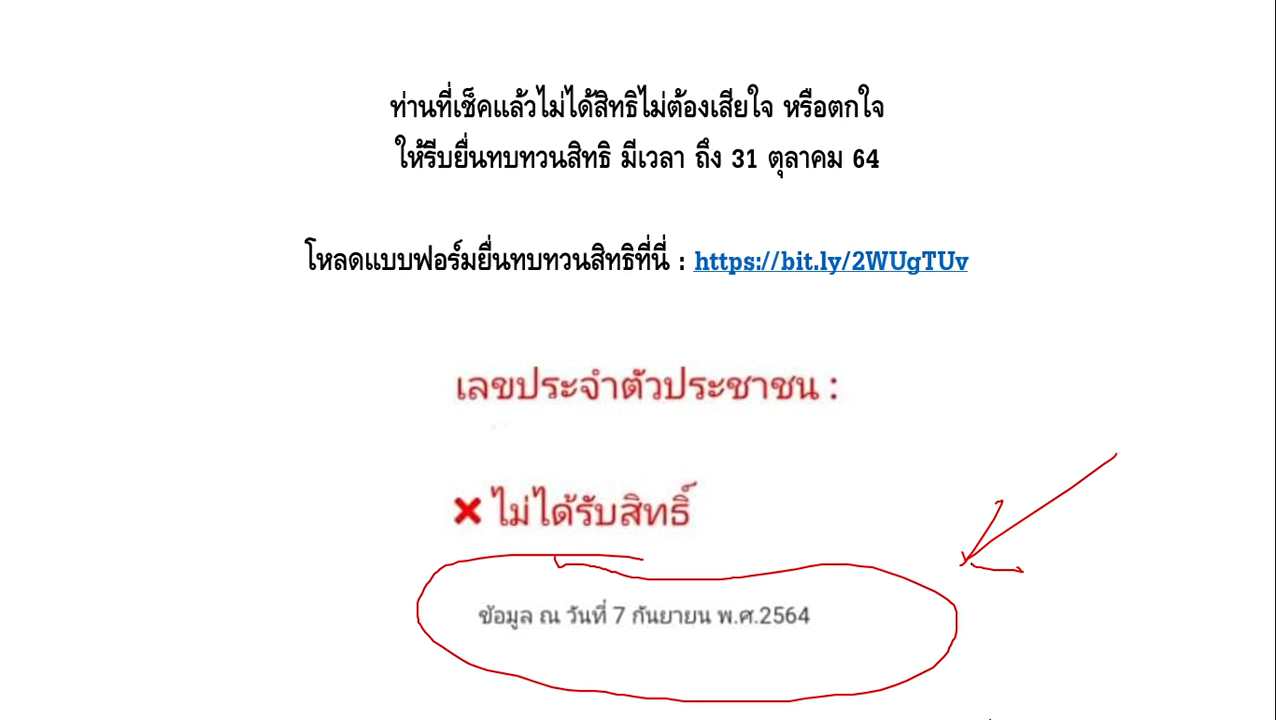 ท่านที่เช็คแล้วไม่ได้สิทธิไม่ต้องเสียใจ หรือตกใจ
ให้รีบยื่นทบทวนสิทธิ มีเวลา ถึง 31 ตุลาคม 64
โหลดแบบฟอร์มยื่นทบทวนสิทธิที่นี่ : https://bit.ly/2WUgTUv
เลขประจำตัวประชาชน :
❌ ไม่ได้รับสิทธิ์
ข้อมูล ณ วันที่ 7 กันยายน พ.ศ.2564